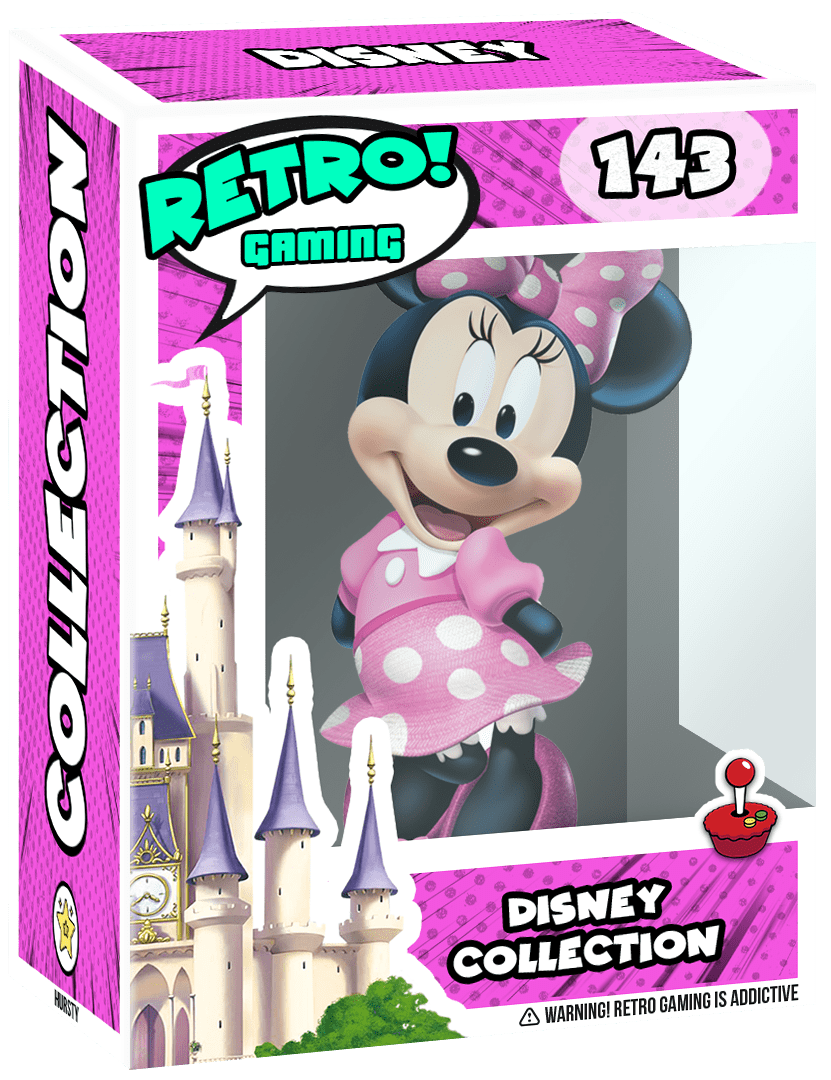 DISNEY
RETRO!
GAMING
143
COLLECTION
DISNEY
COLLECTION
⚠ WARNING! RETRO GAMING IS ADDICTIVE
HURSTY